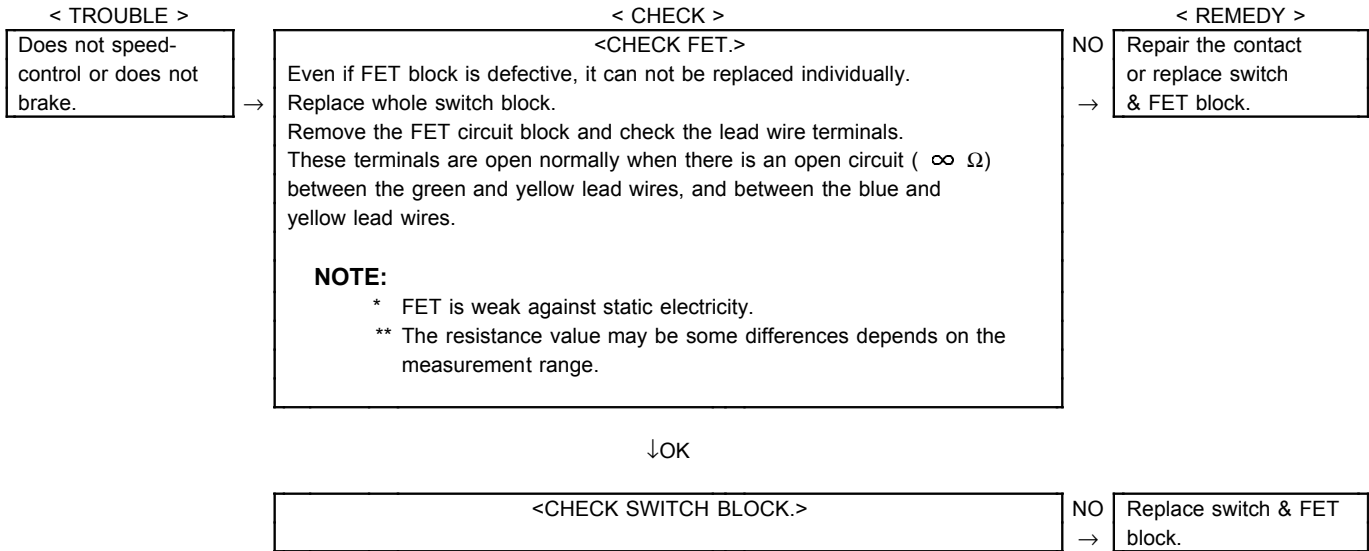 < TROUBLE >
< CHECK >
< REMEDY >
Does not speed-
control or does not
brake.
→
<CHECK FET.>
Even if FET block is defective, it can not be replaced individually.
Replace whole switch block.
Remove the FET circuit block and check the lead wire terminals.
These terminals are open normally when there is an open circuit ( ∞ Ω)
between the green and yellow lead wires, and between the blue and
yellow lead wires.
NOTE:
* FET is weak against static electricity.
** The resistance value may be some differences depends on the
measurement range.
NO
→
Repair the contact
or replace switch
& FET block.
↓OK
<CHECK SWITCH BLOCK.>
NO
→
Replace switch & FET
block.